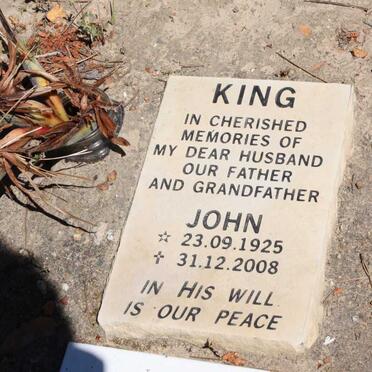 KING
IN CHERISHED
MEMORIES OF
MY DEAR HUSBAND
OUR FATHER
AND GRANDFATHER
JOHN
☆ 23.09.1925
✝ 31.12.2008
IN HIS WILL
IS OUR PEACE